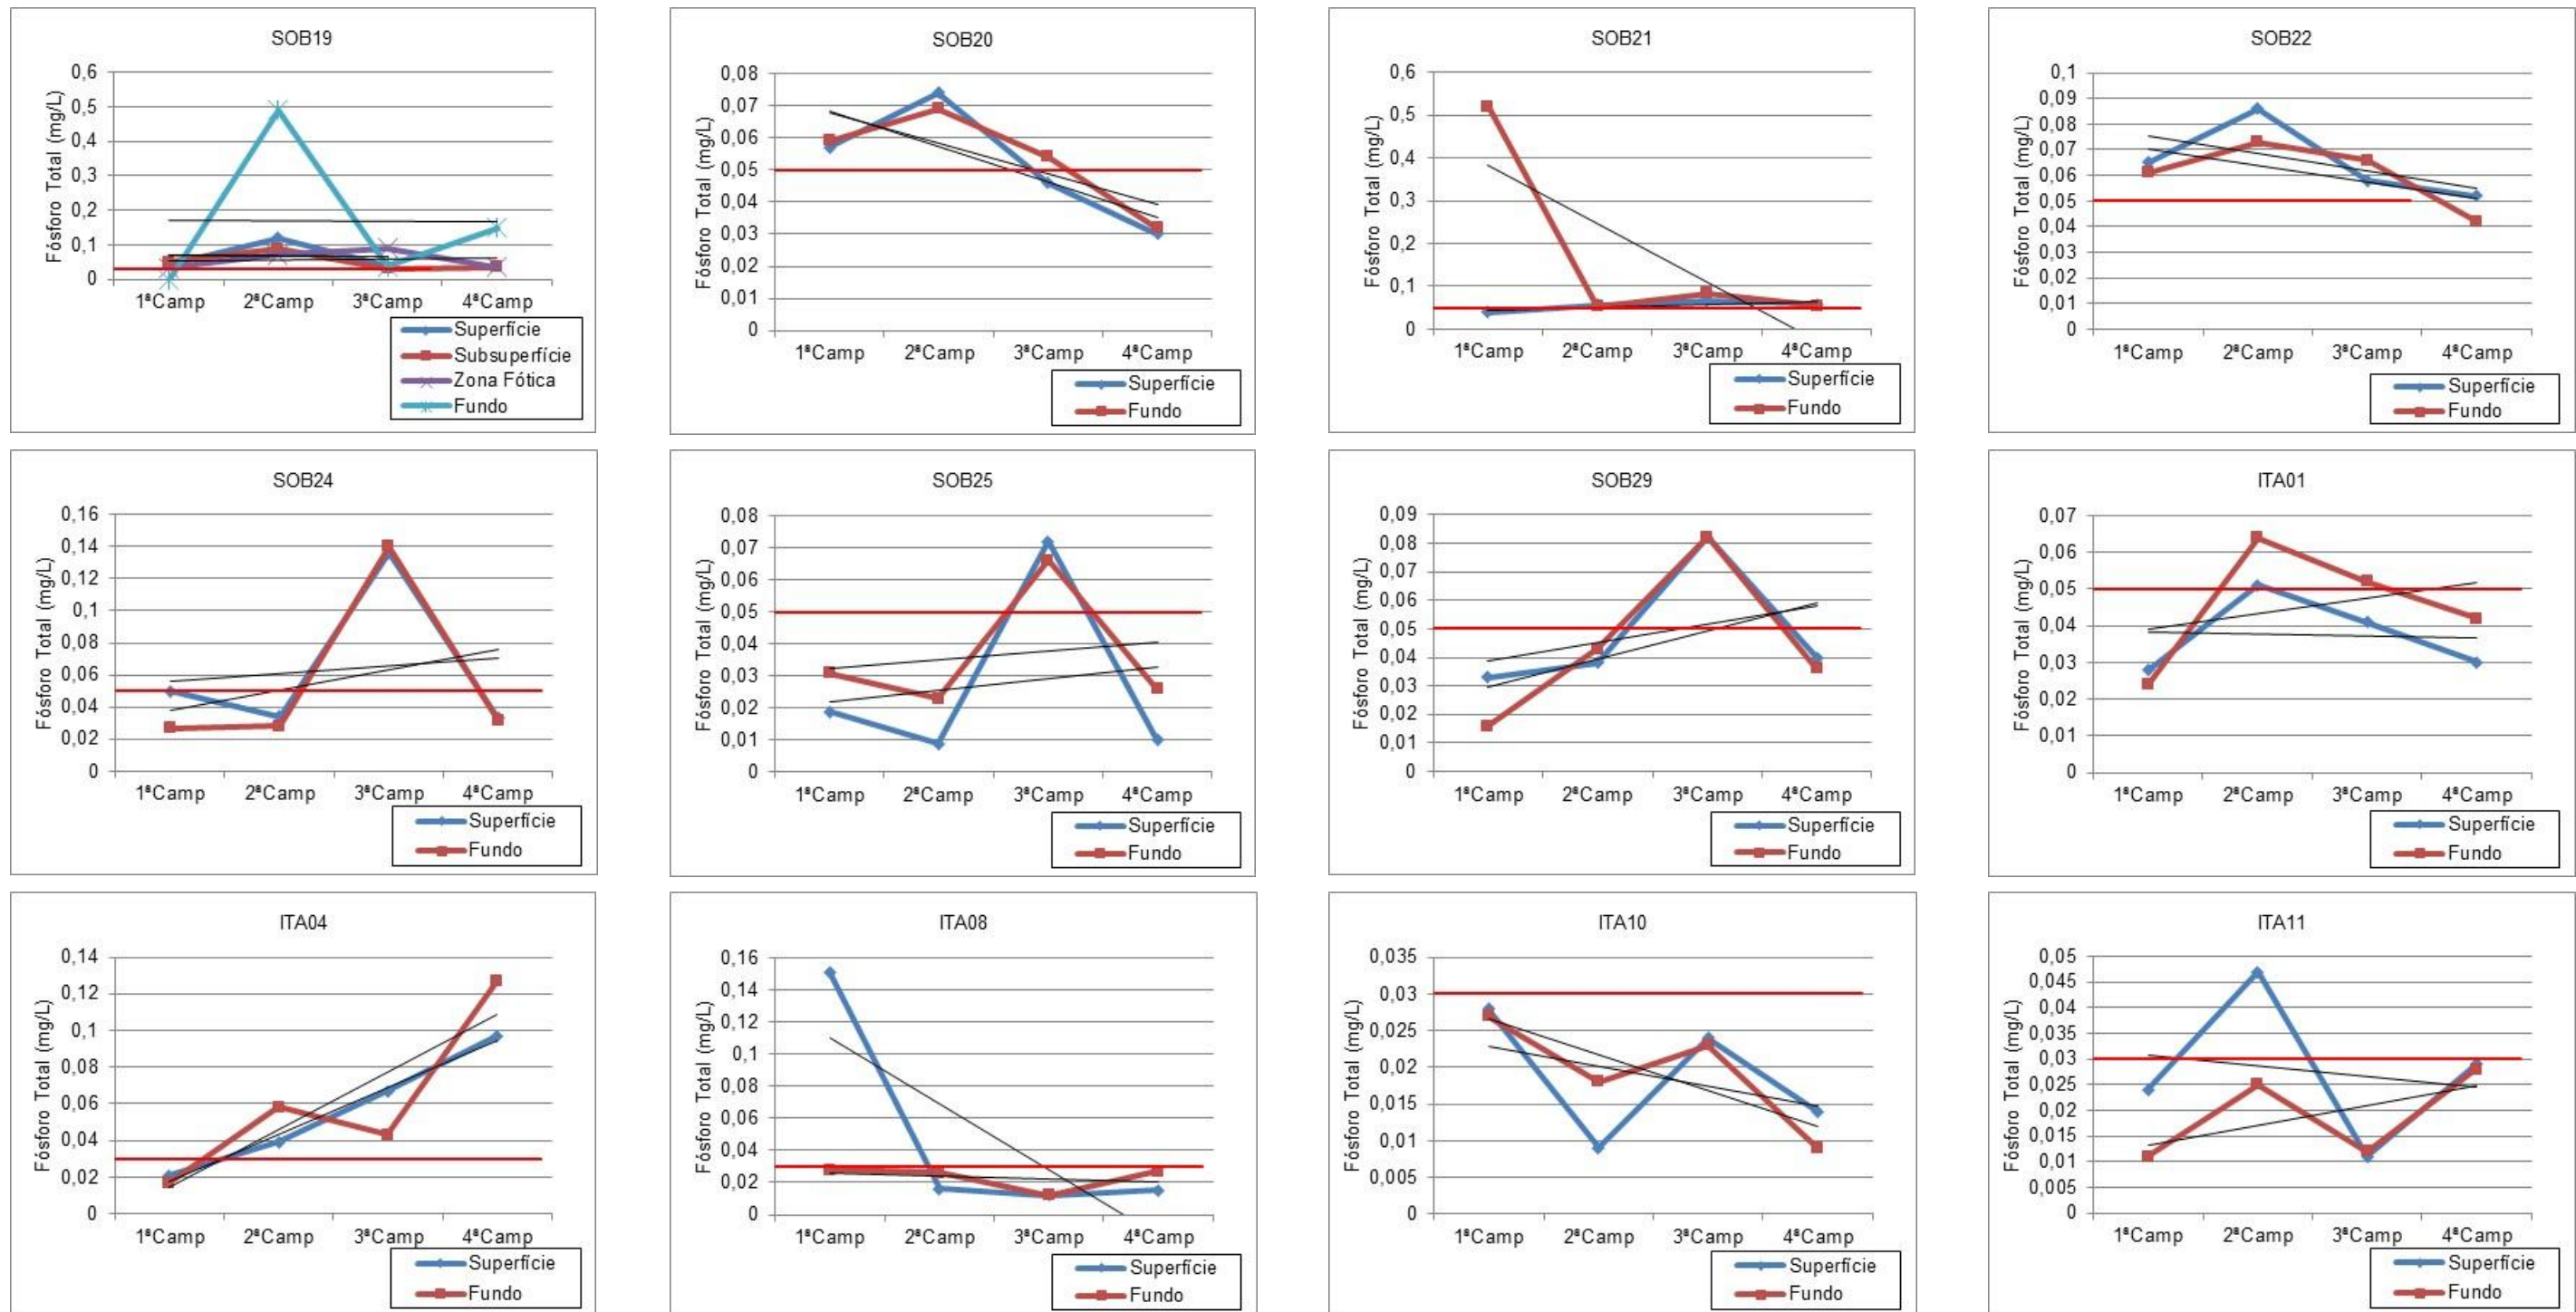 SOB19
Fósforo Total (mg/L)
0,6
0,5
0,4
0,3
0,2
0,1
0
1ªCamp 2ªCamp 3ªCamp 4ªCamp
Superfície
Subsuperfície
Zona Fótica
Fundo
SOB20
Fósforo Total (mg/L)
0,08
0,07
0,06
0,05
0,04
0,03
0,02
0,01
0
1ªCamp 2ªCamp 3ªCamp 4ªCamp
Superfície
Fundo
SOB21
Fósforo Total (mg/L)
0,6
0,5
0,4
0,3
0,2
0,1
0
1ªCamp 2ªCamp 3ªCamp 4ªCamp
Superfície
Fundo
SOB22
Fósforo Total (mg/L)
0,1
0,09
0,08
0,07
0,06
0,05
0,04
0,03
0,02
0,01
0
1ªCamp 2ªCamp 3ªCamp 4ªCamp
Superfície
Fundo
SOB24
Fósforo Total (mg/L)
0,16
0,14
0,12
0,1
0,08
0,06
0,04
0,02
0
1ªCamp 2ªCamp 3ªCamp 4ªCamp
Superfície
Fundo
SOB25
Fósforo Total (mg/L)
0,08
0,07
0,06
0,05
0,04
0,03
0,02
0,01
0
1ªCamp 2ªCamp 3ªCamp 4ªCamp
Superfície
Fundo
SOB29
Fósforo Total (mg/L)
0,09
0,08
0,07
0,06
0,05
0,04
0,03
0,02
0,01
0
1ªCamp 2ªCamp 3ªCamp 4ªCamp
Superfície
Fundo
ITA01
Fósforo Total (mg/L)
0,07
0,06
0,05
0,04
0,03
0,02
0,01
0
1ªCamp 2ªCamp 3ªCamp 4ªCamp
Superfície
Fundo
ITA04
Fósforo Total (mg/L)
0,14
0,12
0,1
0,08
0,06
0,04
0,02
0
1ªCamp 2ªCamp 3ªCamp 4ªCamp
Superfície
Fundo
ITA08
Fósforo Total (mg/L)
0,16
0,14
0,12
0,1
0,08
0,06
0,04
0,02
0
1ªCamp 2ªCamp 3ªCamp 4ªCamp
Superfície
Fundo
ITA10
Fósforo Total (mg/L)
0,035
0,03
0,025
0,02
0,015
0,01
0,005
0
1ªCamp 2ªCamp 3ªCamp 4ªCamp
Superfície
Fundo
ITA11
Fósforo Total (mg/L)
0,05
0,045
0,04
0,035
0,03
0,025
0,02
0,015
0,01
0,005
0
1ªCamp 2ªCamp 3ªCamp 4ªCamp
Superfície
Fundo